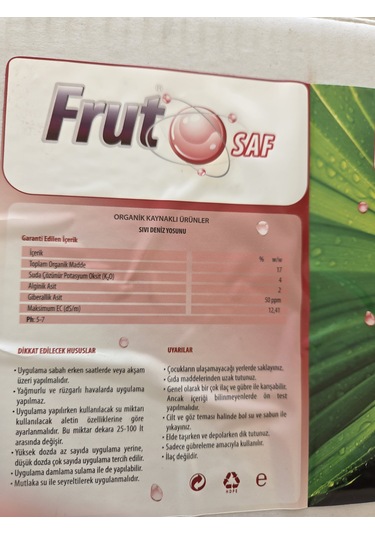 Frut® SAF
ORGANİK KAYNAKLI ÜRÜNLER
SIVI DENİZ YOSUNU
Garanti Edilen İçerik
İçerik % w/w
Toplam Organik Madde 17
Suda Çözünür Potasyum Oksit (K₂O) 4
Alginik Asit 2
Giberallik Asit 50 ppm
Maksimum EC (dS/m) 12,41
Ph: 5-7
DİKKAT EDİLECEK HUSUSLAR
• Uygulama sabah erken saatlerde veya akşam
üzeri yapılmalıdır.
• Yağmurlu ve rüzgarlı havalarda uygulama
yapılmaz.
• Uygulama yapılırken kullanılacak su miktarı
kullanılacak aletin özelliklerine göre
ayarlanmalıdır. Bu miktar dekara 25-100 lt
arasında değişir.
• Yüksek dozda az sayıda uygulama yerine,
düşük dozda çok sayıda uygulama tercih edilir.
• Uygulama damlama sulama ile de yapılabilir.
• Mutlaka su ile seyreltilerek uygulanmalıdır.
UYARILAR
• Çocukların ulaşamayacağı yerlerde saklayınız.
• Gıda maddelerinden uzak tutunuz.
• Genel olarak bir çok ilaç ve gübre ile karışabilir.
Ancak içeriği bilinmeyenlerde ön test
yapılmalıdır.
• Cilt ve göz teması halinde bol su ve sabun ile
yıkayınız.
• Elde taşırken ve depolarken dik tutunuz.
• Sadece gübreleme amacıyla kullanılır.
• İlaç değildir.
HDPE
e